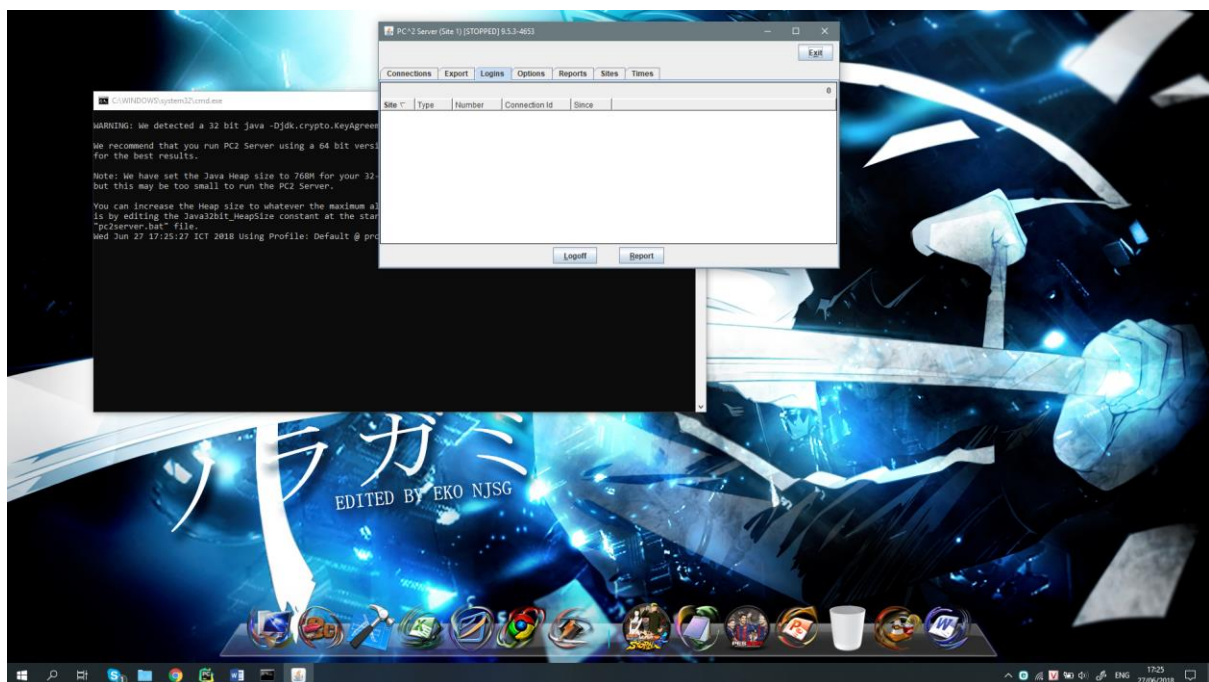 PC^2 Server (Site 1) [STOPPED] 9.5.3-4653
Exit
Connections Export Logins Options Reports Sites Times
0
Site Type Number Connection Id Since
Logoff Report
C:\WINDOWS\system32\cmd.exe
WARNING: We detected a 32 bit java -Djdk.crypto.KeyAgreem
We recommend that you run PC2 Server using a 64 bit versi
for the best results.
Note: We have set the Java Heap size to 768M for your 32-
but this may be too small to run the PC2 Server.
You can increase the Heap size to whatever the maximum al
is by editing the Java32bit_HeapSize constant at the star
"pc2server.bat" file.
Wed Jun 27 17:25:27 ICT 2018 Using Profile: Default @ pro
ノラガミ
EDITED BY EKO NJSG
ENG
17:25
27/06/2018